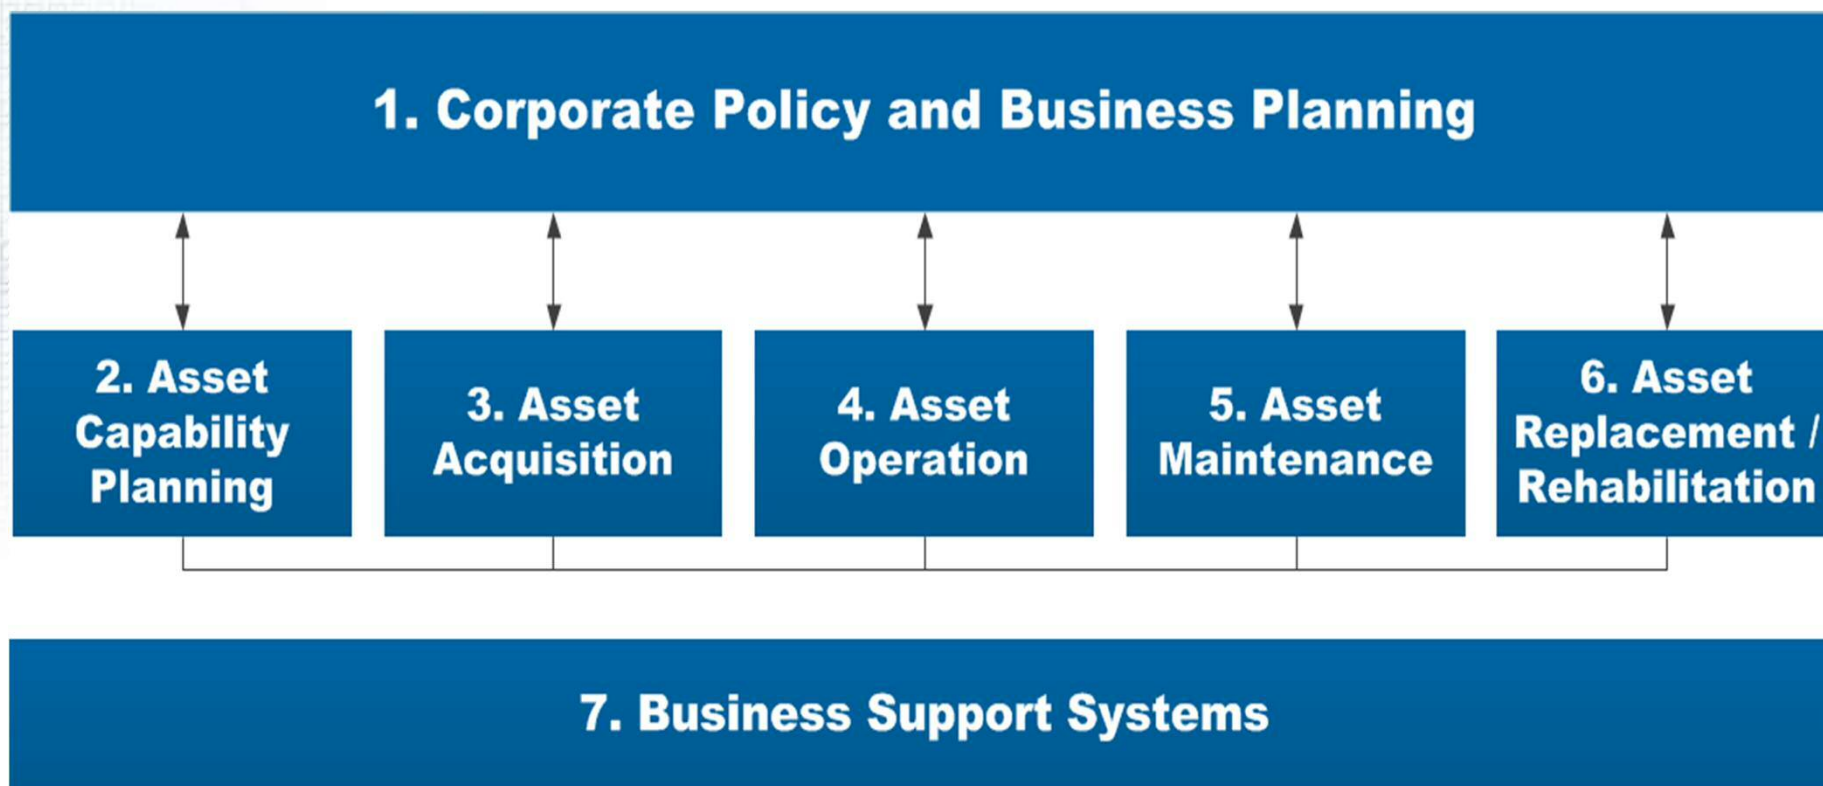 1. Corporate Policy and Business Planning
2. Asset
Capability
Planning
3. Asset
Acquisition
4. Asset
Operation
5. Asset
Maintenance
6. Asset
Replacement /
Rehabilitation
7. Business Support Systems